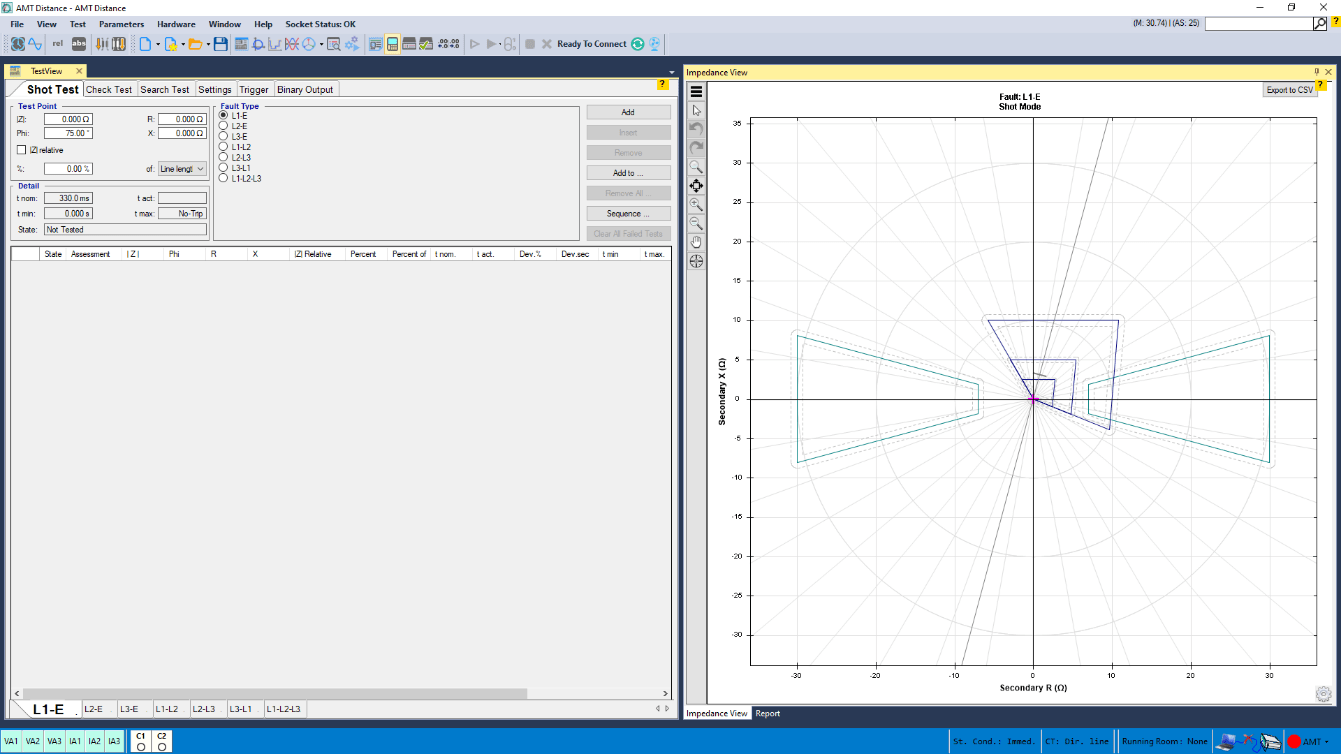 AMT Distance - AMT Distance
File View Test Parameters Hardware Window Help Socket Status: OK
(M: 30.74) | (AS: 25)
rel abs Ready To Connect
TestView
Shot Test Check Test Search Test Settings Trigger Binary Output
Test Point
|Z|: 0.000 Ω R: 0.000 Ω
Phi: 75.00 ° X: 0.000 Ω
|Z| relative
%: 0.00 % of: Line lengt
Detail
t nom: 330.0 ms t act:
t min: 0.000 s t max: No-Trip
State: Not Tested
Fault Type
L1-E
L2-E
L3-E
L1-L2
L2-L3
L3-L1
L1-L2-L3
Add
Insert
Remove
Add to ...
Remove All ...
Sequence ...
Clear All Failed Tests
State Assessment | Z | Phi R X |Z| Relative Percent Percent of t nom. t act. Dev.% Dev.sec t min t max.
L1-E L2-E L3-E L1-L2 L2-L3 L3-L1 L1-L2-L3
Impedance View
Export to CSV
Fault: L1-E
Shot Mode
35
30
25
20
15
10
5
0
-5
-10
-15
-20
-25
-30
Secondary X (Ω)
-30 -20 -10 0 10 20 30
Secondary R (Ω)
Impedance View Report
VA1 VA2 VA3 IA1 IA2 IA3 C1 C2
St. Cond.: Immed. CT: Dir. line Running Room: None AMT